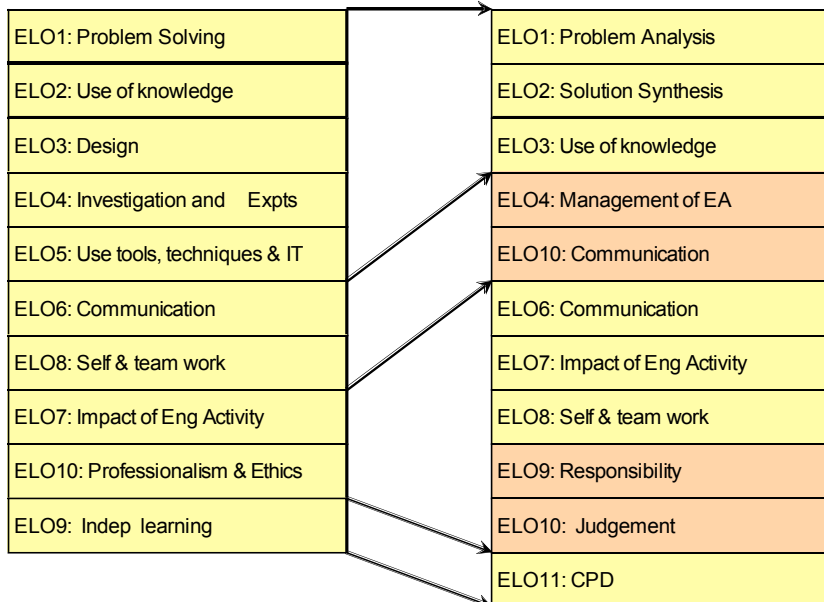 ELO1: Problem Solving
ELO2: Use of knowledge
ELO3: Design
ELO4: Investigation and Expts
ELO5: Use tools, techniques & IT
ELO6: Communication
ELO8: Self & team work
ELO7: Impact of Eng Activity
ELO10: Professionalism & Ethics
ELO9: Indep learning
ELO1: Problem Analysis
ELO2: Solution Synthesis
ELO3: Use of knowledge
ELO4: Management of EA
ELO10: Communication
ELO6: Communication
ELO7: Impact of Eng Activity
ELO8: Self & team work
ELO9: Responsibility
ELO10: Judgement
ELO11: CPD